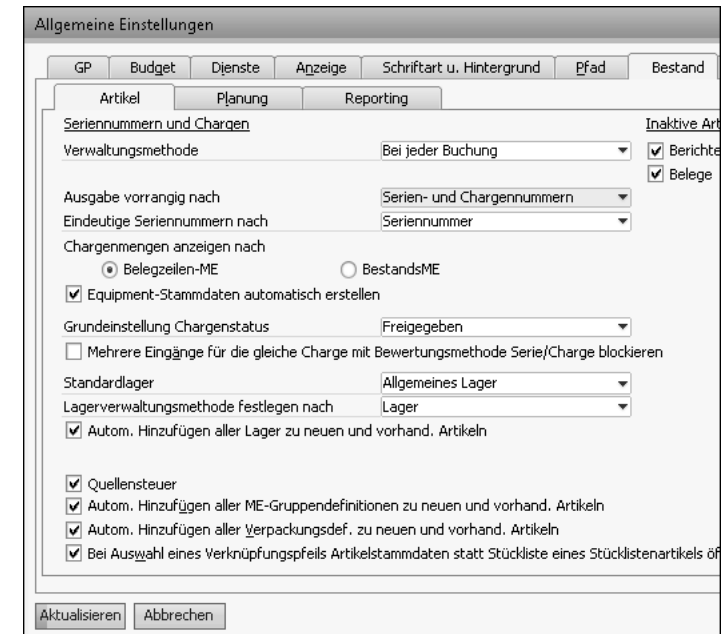 Allgemeine Einstellungen
GP Budget Dienste Anzeige Schriftart u. Hintergrund Pfad Bestand
Artikel Planung Reporting
Seriennummern und Chargen Inaktive Art
Verwaltungsmethode Bei jeder Buchung Berichte
Belege
Ausgabe vorrangig nach Serien- und Chargennummern
Eindeutige Seriennummern nach Seriennummer
Chargenmengen anzeigen nach
Belegzeilen-ME BestandsME
Equipment-Stammdaten automatisch erstellen
Grundeinstellung Chargenstatus Freigegeben
Mehrere Eingänge für die gleiche Charge mit Bewertungsmethode Serie/Charge blockieren
Standardlager Allgemeines Lager
Lagerverwaltungsmethode festlegen nach Lager
Autom. Hinzufügen aller Lager zu neuen und vorhand. Artikeln
Quellensteuer
Autom. Hinzufügen aller ME-Gruppendefinitionen zu neuen und vorhand. Artikeln
Autom. Hinzufügen aller Verpackungsdef. zu neuen und vorhand. Artikeln
Bei Auswahl eines Verknüpfungspfeils Artikelstammdaten statt Stückliste eines Stücklistenartikels öf
Aktualisieren Abbrechen